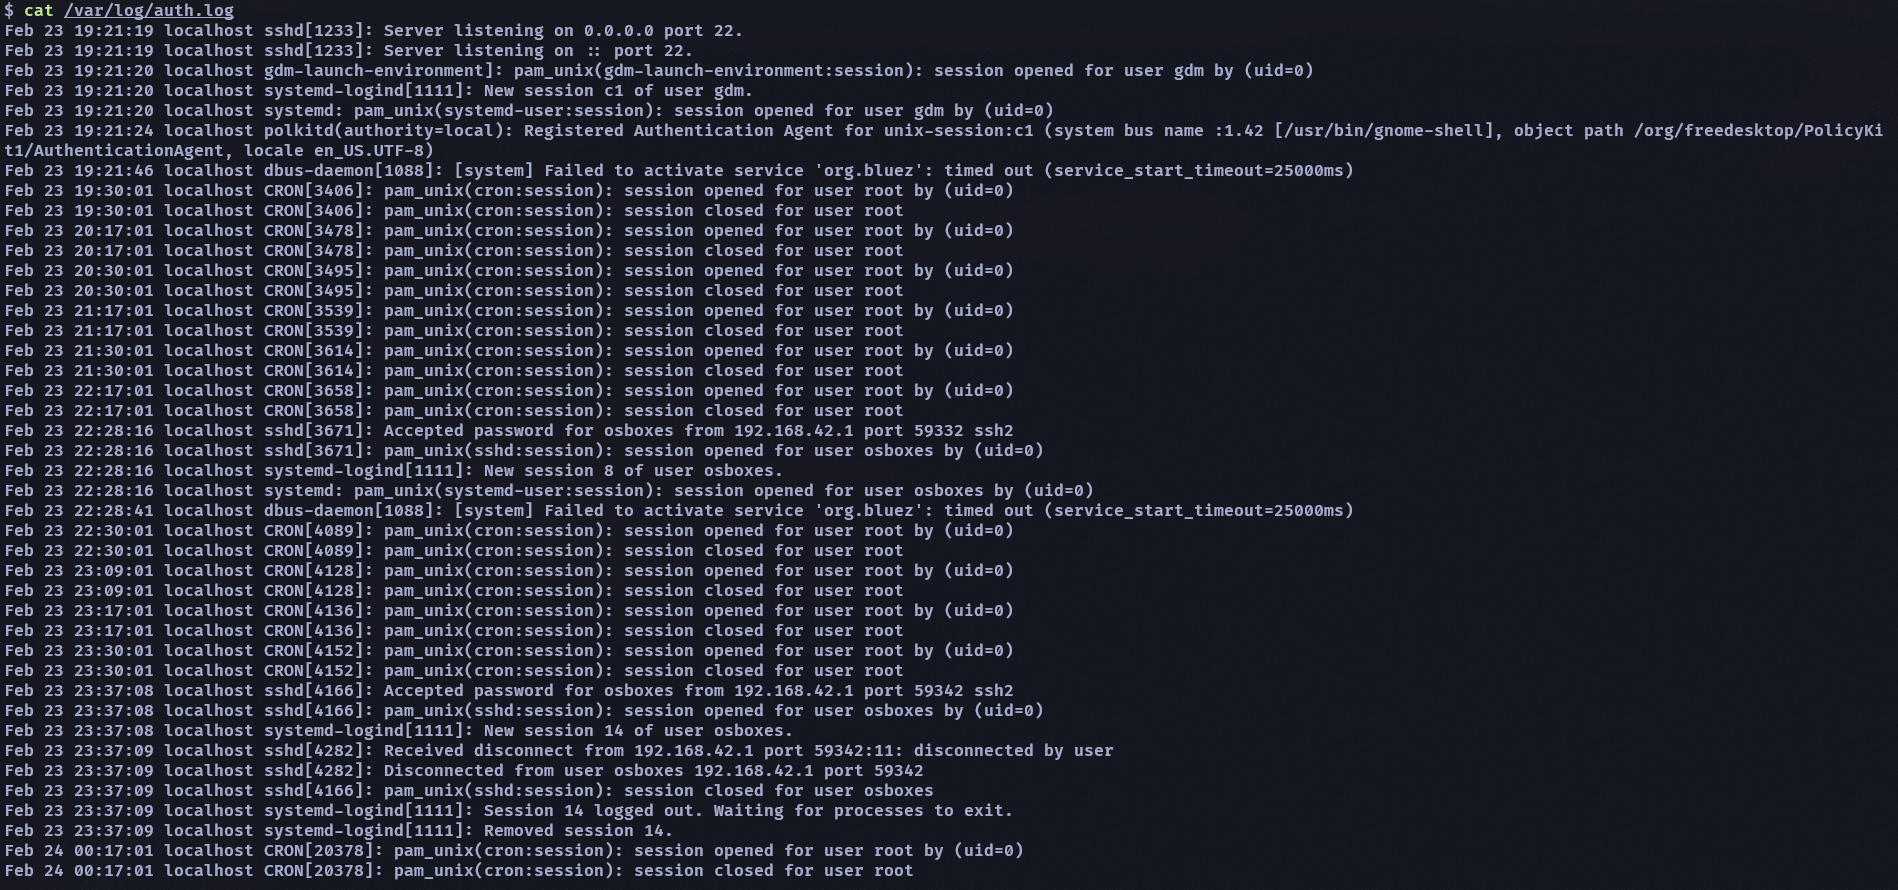 $ cat /var/log/auth.log
Feb 23 19:21:19 localhost sshd[1233]: Server listening on 0.0.0.0 port 22.
Feb 23 19:21:19 localhost sshd[1233]: Server listening on :: port 22.
Feb 23 19:21:20 localhost gdm-launch-environment]: pam_unix(gdm-launch-environment:session): session opened for user gdm by (uid=0)
Feb 23 19:21:20 localhost systemd-logind[1111]: New session c1 of user gdm.
Feb 23 19:21:20 localhost systemd: pam_unix(systemd-user:session): session opened for user gdm by (uid=0)
Feb 23 19:21:24 localhost polkitd(authority=local): Registered Authentication Agent for unix-session:c1 (system bus name :1.42 [/usr/bin/gnome-shell], object path /org/freedesktop/PolicyKi
t1/AuthenticationAgent, locale en_US.UTF-8)
Feb 23 19:21:46 localhost dbus-daemon[1088]: [system] Failed to activate service 'org.bluez': timed out (service_start_timeout=25000ms)
Feb 23 19:30:01 localhost CRON[3406]: pam_unix(cron:session): session opened for user root by (uid=0)
Feb 23 19:30:01 localhost CRON[3406]: pam_unix(cron:session): session closed for user root
Feb 23 20:17:01 localhost CRON[3478]: pam_unix(cron:session): session opened for user root by (uid=0)
Feb 23 20:17:01 localhost CRON[3478]: pam_unix(cron:session): session closed for user root
Feb 23 20:30:01 localhost CRON[3495]: pam_unix(cron:session): session opened for user root by (uid=0)
Feb 23 20:30:01 localhost CRON[3495]: pam_unix(cron:session): session closed for user root
Feb 23 21:17:01 localhost CRON[3539]: pam_unix(cron:session): session opened for user root by (uid=0)
Feb 23 21:17:01 localhost CRON[3539]: pam_unix(cron:session): session closed for user root
Feb 23 21:30:01 localhost CRON[3614]: pam_unix(cron:session): session opened for user root by (uid=0)
Feb 23 21:30:01 localhost CRON[3614]: pam_unix(cron:session): session closed for user root
Feb 23 22:17:01 localhost CRON[3658]: pam_unix(cron:session): session opened for user root by (uid=0)
Feb 23 22:17:01 localhost CRON[3658]: pam_unix(cron:session): session closed for user root
Feb 23 22:28:16 localhost sshd[3671]: Accepted password for osboxes from 192.168.42.1 port 59332 ssh2
Feb 23 22:28:16 localhost sshd[3671]: pam_unix(sshd:session): session opened for user osboxes by (uid=0)
Feb 23 22:28:16 localhost systemd-logind[1111]: New session 8 of user osboxes.
Feb 23 22:28:16 localhost systemd: pam_unix(systemd-user:session): session opened for user osboxes by (uid=0)
Feb 23 22:28:41 localhost dbus-daemon[1088]: [system] Failed to activate service 'org.bluez': timed out (service_start_timeout=25000ms)
Feb 23 22:30:01 localhost CRON[4089]: pam_unix(cron:session): session opened for user root by (uid=0)
Feb 23 22:30:01 localhost CRON[4089]: pam_unix(cron:session): session closed for user root
Feb 23 23:09:01 localhost CRON[4128]: pam_unix(cron:session): session opened for user root by (uid=0)
Feb 23 23:09:01 localhost CRON[4128]: pam_unix(cron:session): session closed for user root
Feb 23 23:17:01 localhost CRON[4136]: pam_unix(cron:session): session opened for user root by (uid=0)
Feb 23 23:17:01 localhost CRON[4136]: pam_unix(cron:session): session closed for user root
Feb 23 23:30:01 localhost CRON[4152]: pam_unix(cron:session): session opened for user root by (uid=0)
Feb 23 23:30:01 localhost CRON[4152]: pam_unix(cron:session): session closed for user root
Feb 23 23:37:08 localhost sshd[4166]: Accepted password for osboxes from 192.168.42.1 port 59342 ssh2
Feb 23 23:37:08 localhost sshd[4166]: pam_unix(sshd:session): session opened for user osboxes by (uid=0)
Feb 23 23:37:08 localhost systemd-logind[1111]: New session 14 of user osboxes.
Feb 23 23:37:09 localhost sshd[4282]: Received disconnect from 192.168.42.1 port 59342:11: disconnected by user
Feb 23 23:37:09 localhost sshd[4282]: Disconnected from user osboxes 192.168.42.1 port 59342
Feb 23 23:37:09 localhost sshd[4166]: pam_unix(sshd:session): session closed for user osboxes
Feb 23 23:37:09 localhost systemd-logind[1111]: Session 14 logged out. Waiting for processes to exit.
Feb 23 23:37:09 localhost systemd-logind[1111]: Removed session 14.
Feb 24 00:17:01 localhost CRON[20378]: pam_unix(cron:session): session opened for user root by (uid=0)
Feb 24 00:17:01 localhost CRON[20378]: pam_unix(cron:session): session closed for user root